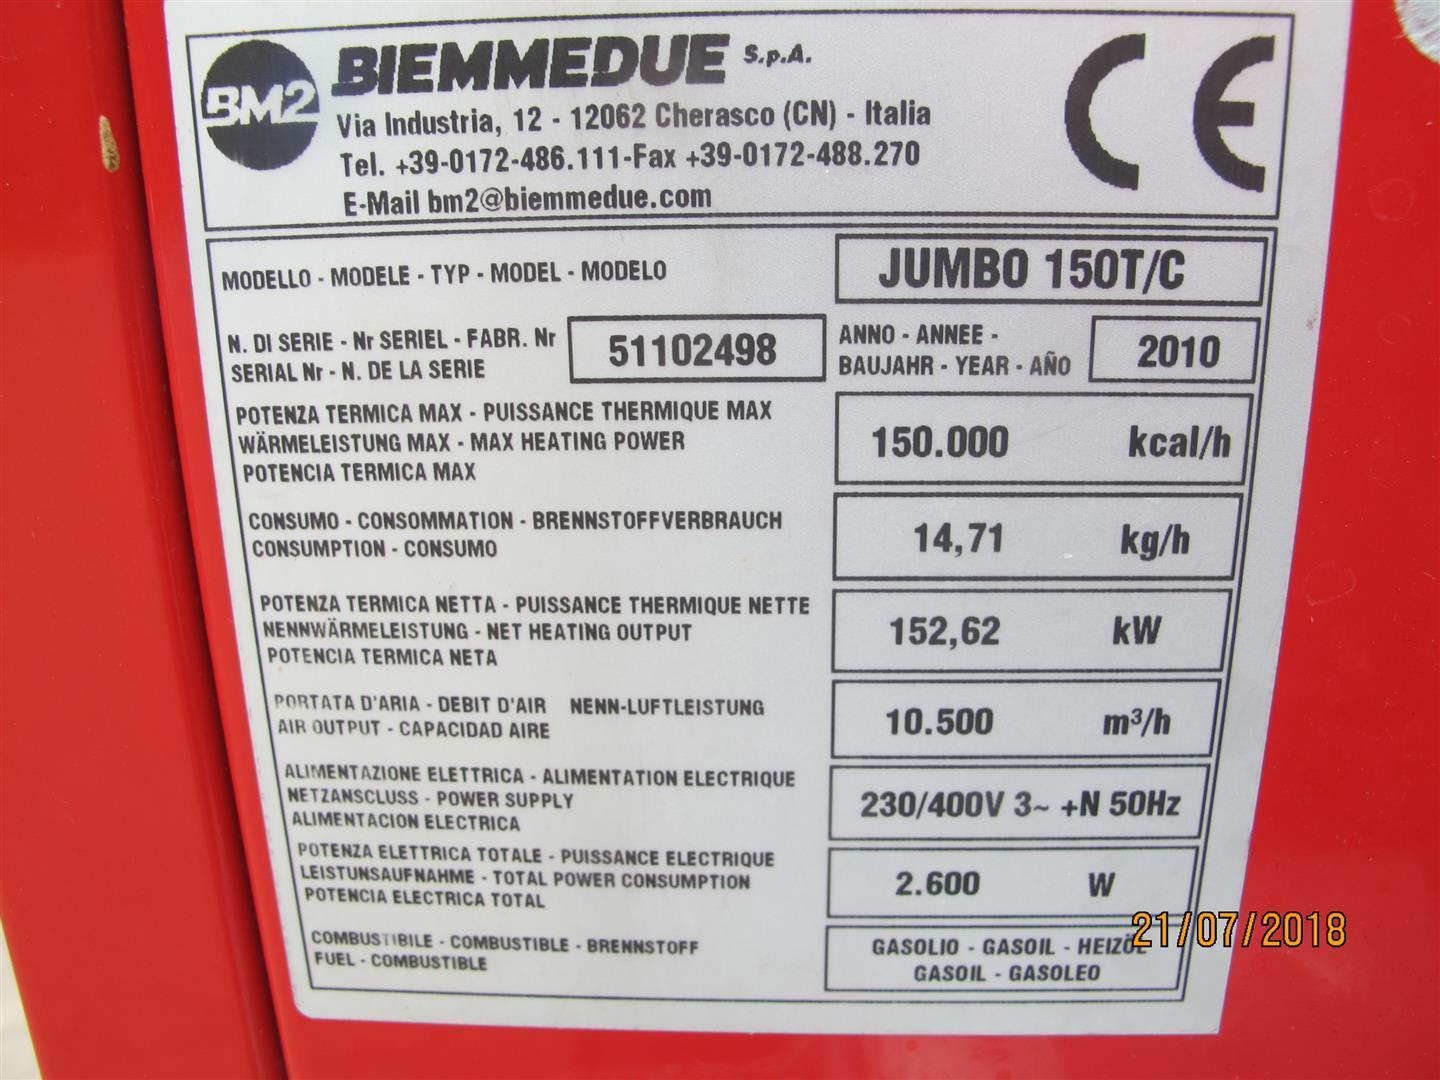 BM2
BIEMMEDUE S.p.A.
Via Industria, 12 - 12062 Cherasco (CN) - Italia
Tel. +39-0172-486.111-Fax +39-0172-488.270
E-Mail bm2@biemmedue.com
CE
MODELLO - MODELE - TYP - MODEL - MODELO
JUMBO 150T/C
N. DI SERIE - Nr SERIEL - FABR. Nr
SERIAL Nr - N. DE LA SERIE
51102498
ANNO - ANNEE -
BAUJAHR - YEAR - AÑO
2010
POTENZA TERMICA MAX - PUISSANCE THERMIQUE MAX
WÄRMELEISTUNG MAX - MAX HEATING POWER
POTENCIA TERMICA MAX
150.000 kcal/h
CONSUMO - CONSOMMATION - BRENNSTOFFVERBRAUCH
CONSUMPTION - CONSUMO
14,71 kg/h
POTENZA TERMICA NETTA - PUISSANCE THERMIQUE NETTE
NENNWÄRMELEISTUNG - NET HEATING OUTPUT
POTENCIA TERMICA NETA
152,62 kW
PORTATA D'ARIA - DEBIT D'AIR NENN-LUFTLEISTUNG
AIR OUTPUT - CAPACIDAD AIRE
10.500 m³/h
ALIMENTAZIONE ELETTRICA - ALIMENTATION ELECTRIQUE
NETZANSCLUSS - POWER SUPPLY
ALIMENTACION ELECTRICA
230/400V 3~ +N 50Hz
POTENZA ELETTRICA TOTALE - PUISSANCE ELECTRIQUE
LEISTUNSAUFNAHME - TOTAL POWER CONSUMPTION
POTENCIA ELECTRICA TOTAL
2.600 W
COMBUSTIBILE - COMBUSTIBLE - BRENNSTOFF
FUEL - COMBUSTIBLE
GASOLIO - GASOIL - HEIZÖL
GASOIL - GASOLEO
21/07/2018